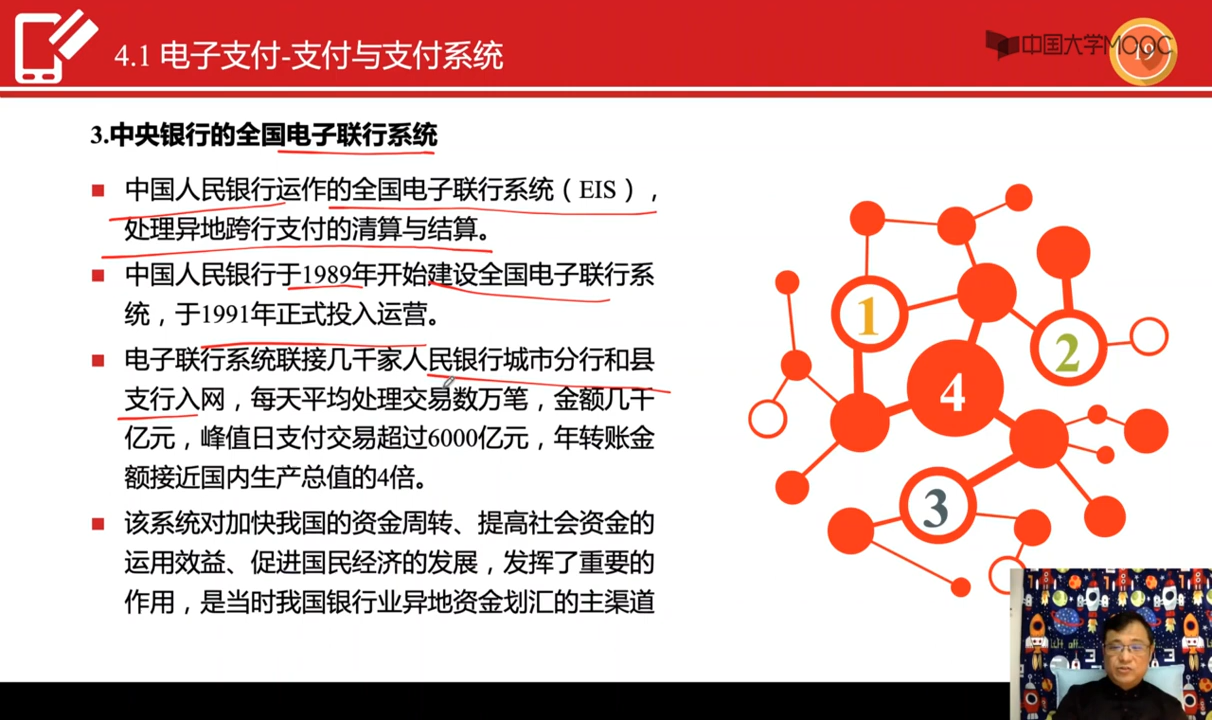 4.1 电子支付-支付与支付系统
中国大学MOOC
19
3.中央银行的全国电子联行系统
中国人民银行运作的全国电子联行系统（EIS），
处理异地跨行支付的清算与结算。
中国人民银行于1989年开始建设全国电子联行系
统，于1991年正式投入运营。
电子联行系统联接几千家人民银行城市分行和县
支行入网，每天平均处理交易数万笔，金额几千
亿元，峰值日支付交易超过6000亿元，年转账金
额接近国内生产总值的4倍。
该系统对加快我国的资金周转、提高社会资金的
运用效益、促进国民经济的发展，发挥了重要的
作用，是当时我国银行业异地资金划汇的主渠道
1
2
4
3